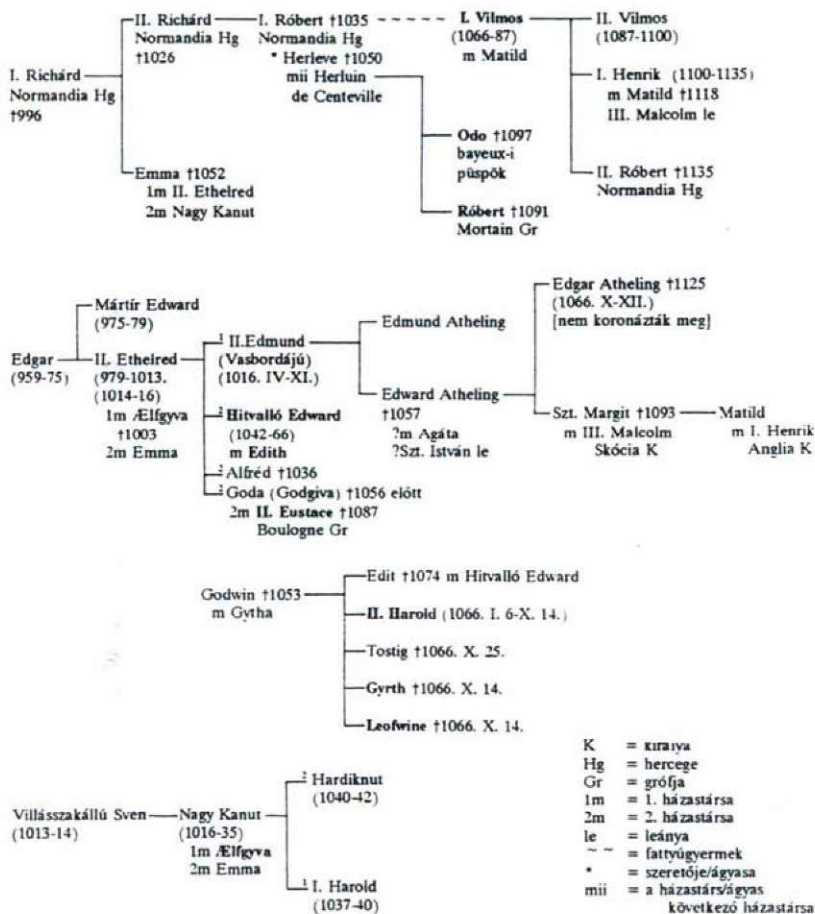 I. Richárd
Normandia Hg
†996
II. Richárd
Normandia Hg
†1026
Emma †1052
1m II. Ethelred
2m Nagy Kanut
I. Róbert †1035
Normandia Hg
* Herleve †1050
mii Herluin
de Centeville
I. Vilmos
(1066-87)
m Matild
Odo †1097
bayeux-i
püspök
Róbert †1091
Mortain Gr
II. Vilmos
(1087-1100)
I. Henrik (1100-1135)
m Matild †1118
III. Malcolm le
II. Róbert †1135
Normandia Hg
Edgar
(959-75)
Mártír Edward
(975-79)
II. Ethelred
(979-1013.
(1014-16)
1m Ælfgyva
†1003
2m Emma
1 II.Edmund
(Vasbordájú)
(1016. IV-XI.)
2 Hitvalló Edward
(1042-66)
m Edith
2 Alfréd †1036
2 Goda (Godgiva) †1056 előtt
2m II. Eustace †1087
Boulogne Gr
Edmund Atheling
Edward Atheling
†1057
?m Agáta
?Szt. István le
Edgar Atheling †1125
(1066. X-XII.)
[nem koronázták meg]
Szt. Margit †1093
m III. Malcolm
Skócia K
Matild
m I. Henrik
Anglia K
Godwin †1053
m Gytha
Edit †1074 m Hitvalló Edward
II. Harold (1066. I. 6-X. 14.)
Tostig †1066. X. 25.
Gyrth †1066. X. 14.
Leofwine †1066. X. 14.
Villásszakállú Sven
(1013-14)
Nagy Kanut
(1016-35)
1m Ælfgyva
2m Emma
2 Hardiknut
(1040-42)
1 I. Harold
(1037-40)
K = királya
Hg = hercege
Gr = grófja
1m = 1. házastársa
2m = 2. házastársa
le = leánya
~ ~ = fattyúgyermek
* = szeretője/ágyasa
mii = a házastárs/ágyas
következő házastársa